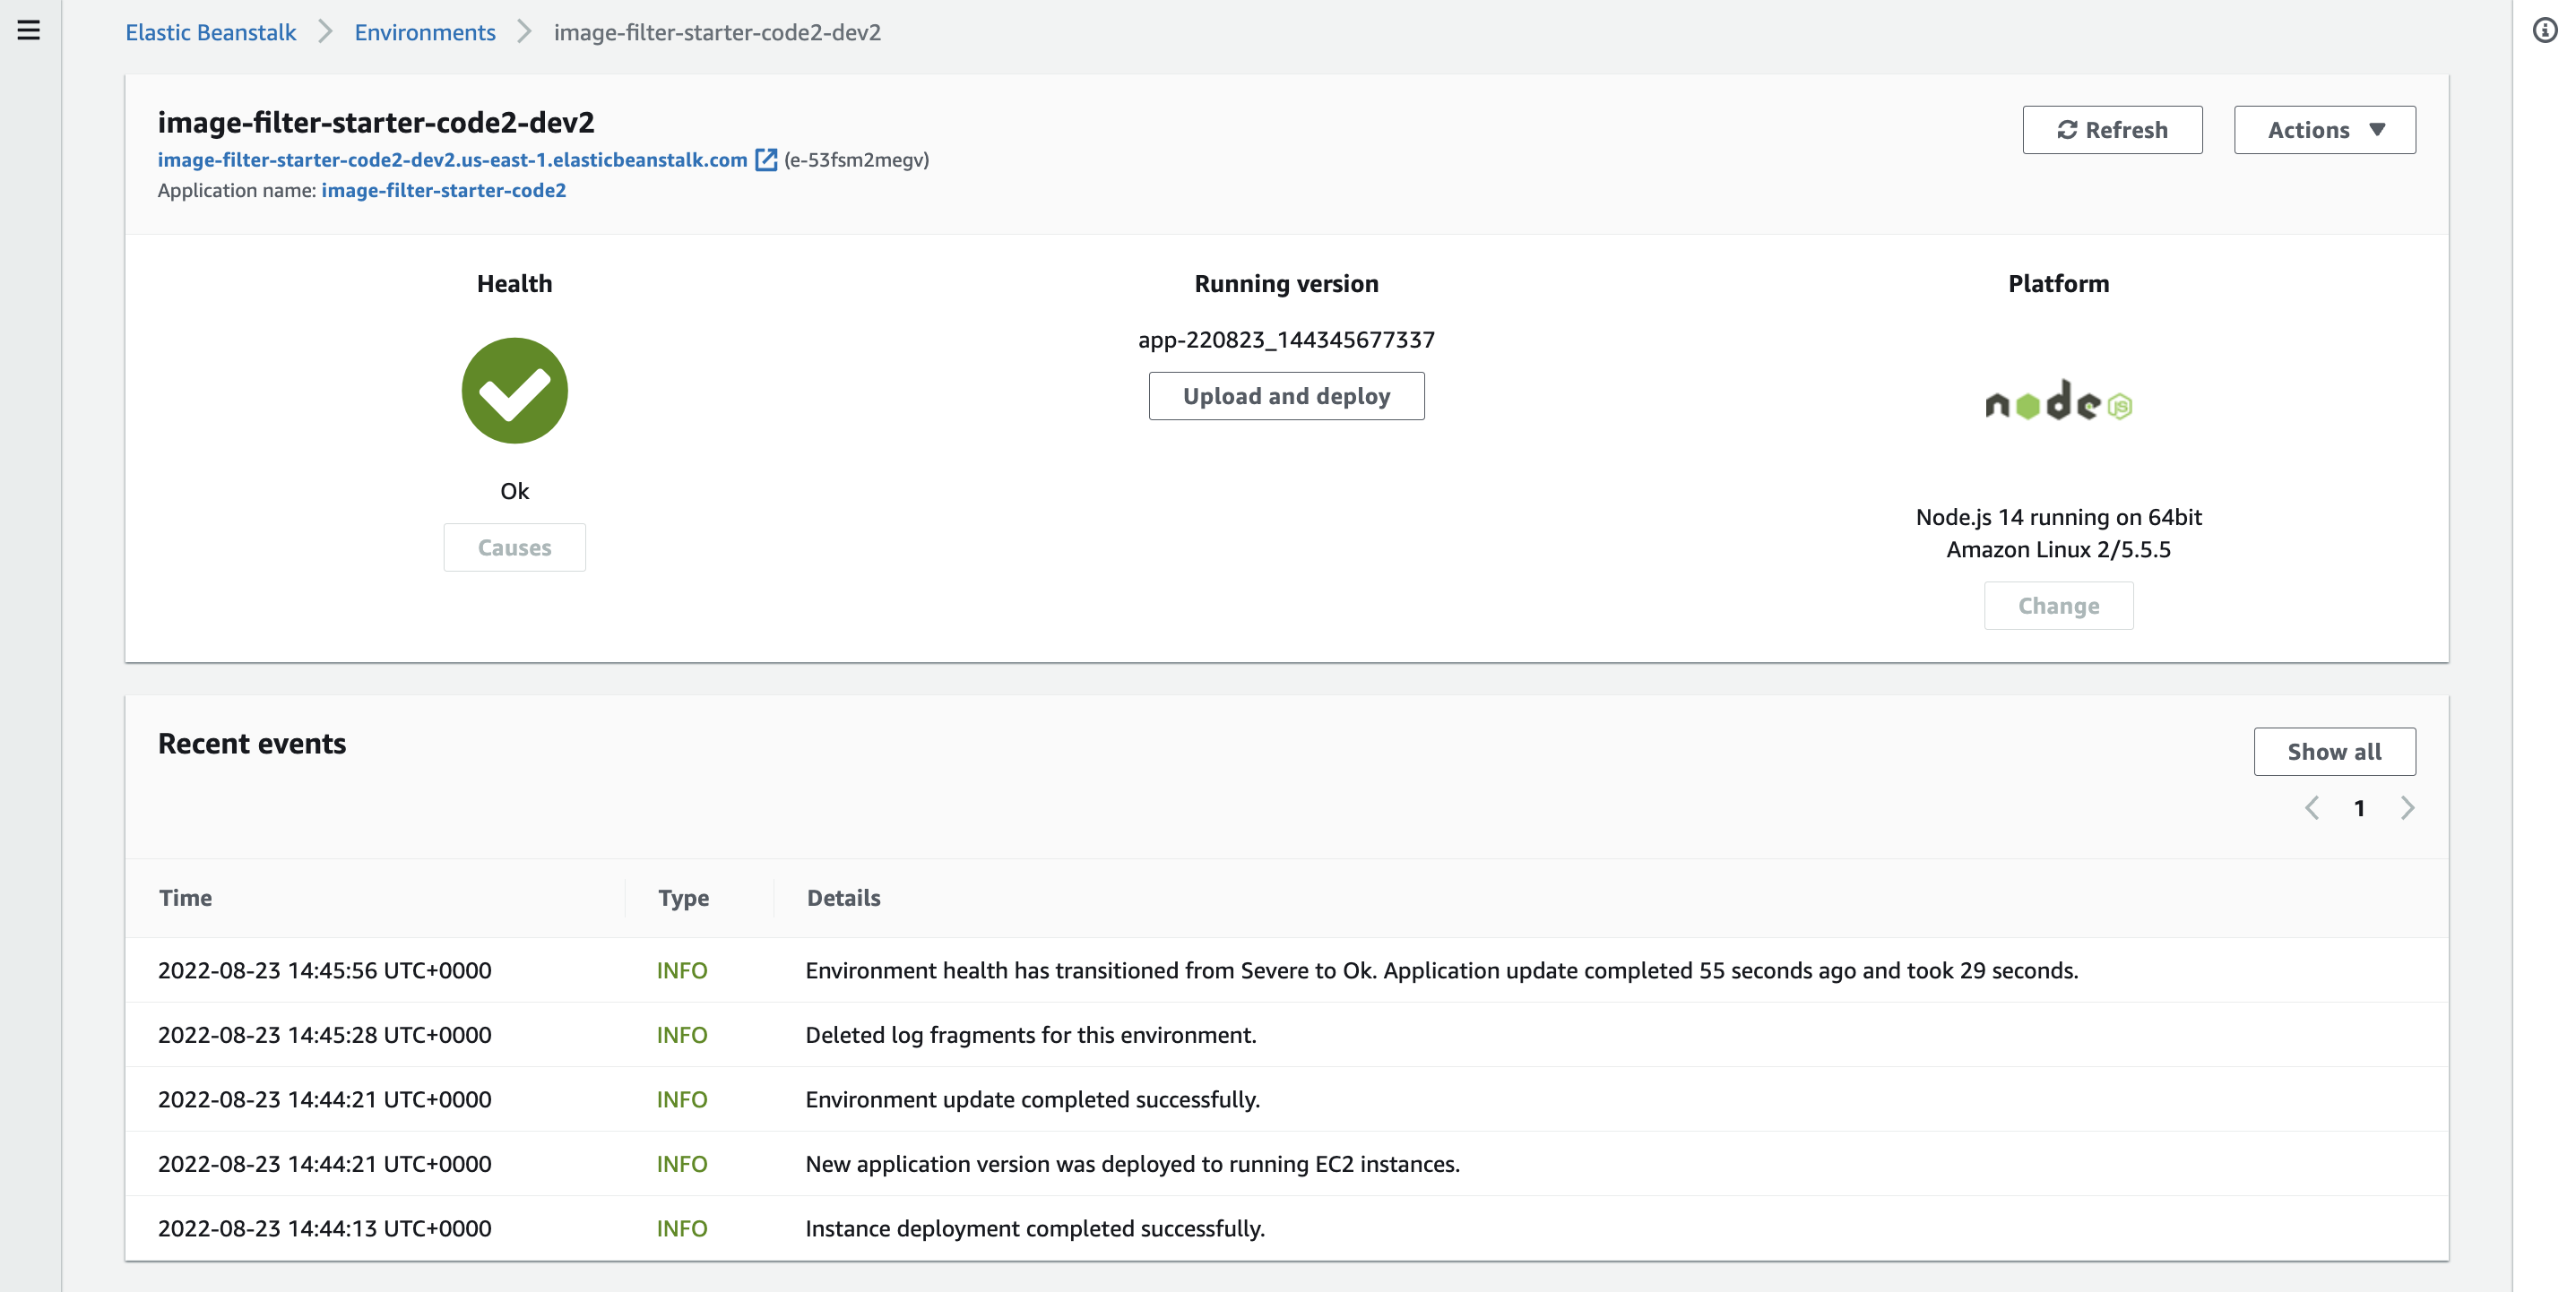 Elastic Beanstalk > Environments > image-filter-starter-code2-dev2
image-filter-starter-code2-dev2
image-filter-starter-code2-dev2.us-east-1.elasticbeanstalk.com (e-53fsm2megv)
Application name: image-filter-starter-code2
Refresh
Actions
Health
Ok
Causes
Running version
app-220823_144345677337
Upload and deploy
Platform
node JS
Node.js 14 running on 64bit
Amazon Linux 2/5.5.5
Change
Recent events
Show all
1
Time Type Details
2022-08-23 14:45:56 UTC+0000 INFO Environment health has transitioned from Severe to Ok. Application update completed 55 seconds ago and took 29 seconds.
2022-08-23 14:45:28 UTC+0000 INFO Deleted log fragments for this environment.
2022-08-23 14:44:21 UTC+0000 INFO Environment update completed successfully.
2022-08-23 14:44:21 UTC+0000 INFO New application version was deployed to running EC2 instances.
2022-08-23 14:44:13 UTC+0000 INFO Instance deployment completed successfully.